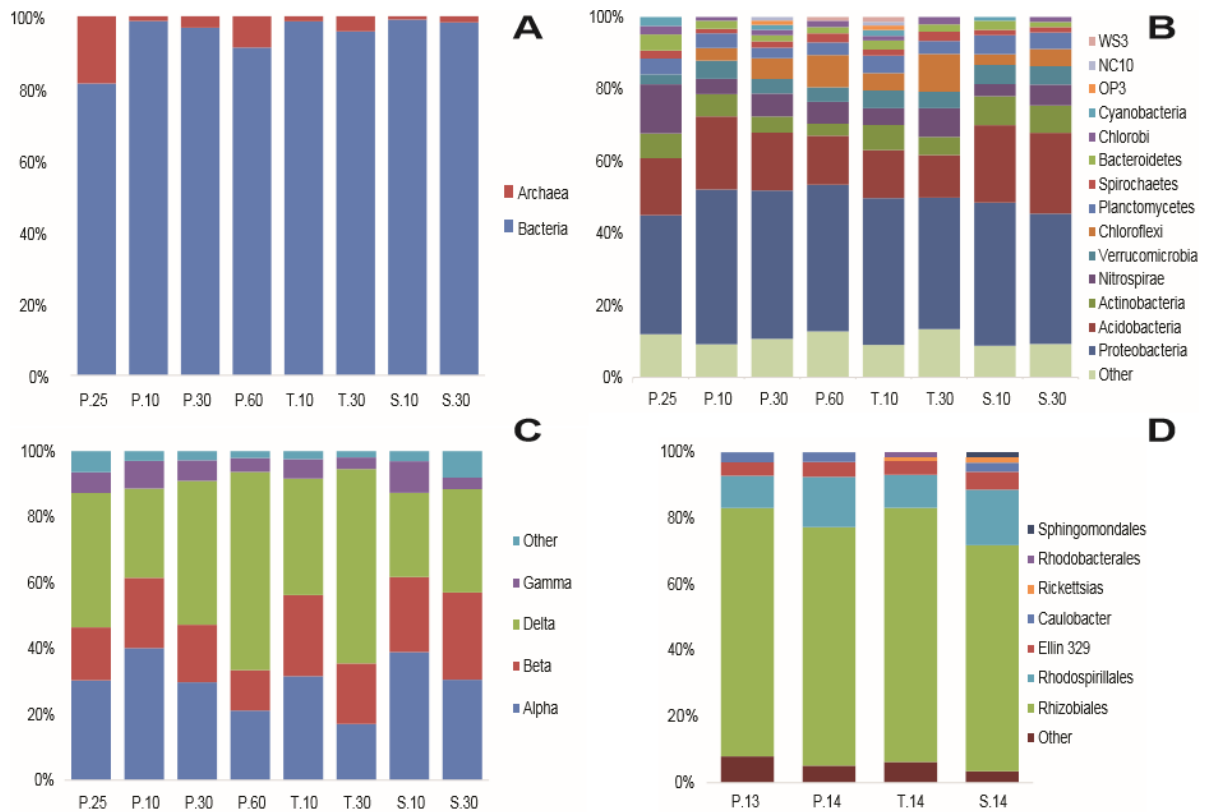 A
100%
80%
60%
40%
20%
0%
P.25 P.10 P.30 P.60 T.10 T.30 S.10 S.30
Archaea
Bacteria
B
100%
80%
60%
40%
20%
0%
P.25 P.10 P.30 P.60 T.10 T.30 S.10 S.30
WS3
NC10
OP3
Cyanobacteria
Chlorobi
Bacteroidetes
Spirochaetes
Planctomycetes
Chloroflexi
Verrucomicrobia
Nitrospirae
Actinobacteria
Acidobacteria
Proteobacteria
Other
C
100%
80%
60%
40%
20%
0%
P.25 P.10 P.30 P.60 T.10 T.30 S.10 S.30
Other
Gamma
Delta
Beta
Alpha
D
100%
80%
60%
40%
20%
0%
P.13 P.14 T.14 S.14
Sphingomondales
Rhodobacterales
Rickettsias
Caulobacter
Ellin 329
Rhodospirillales
Rhizobiales
Other